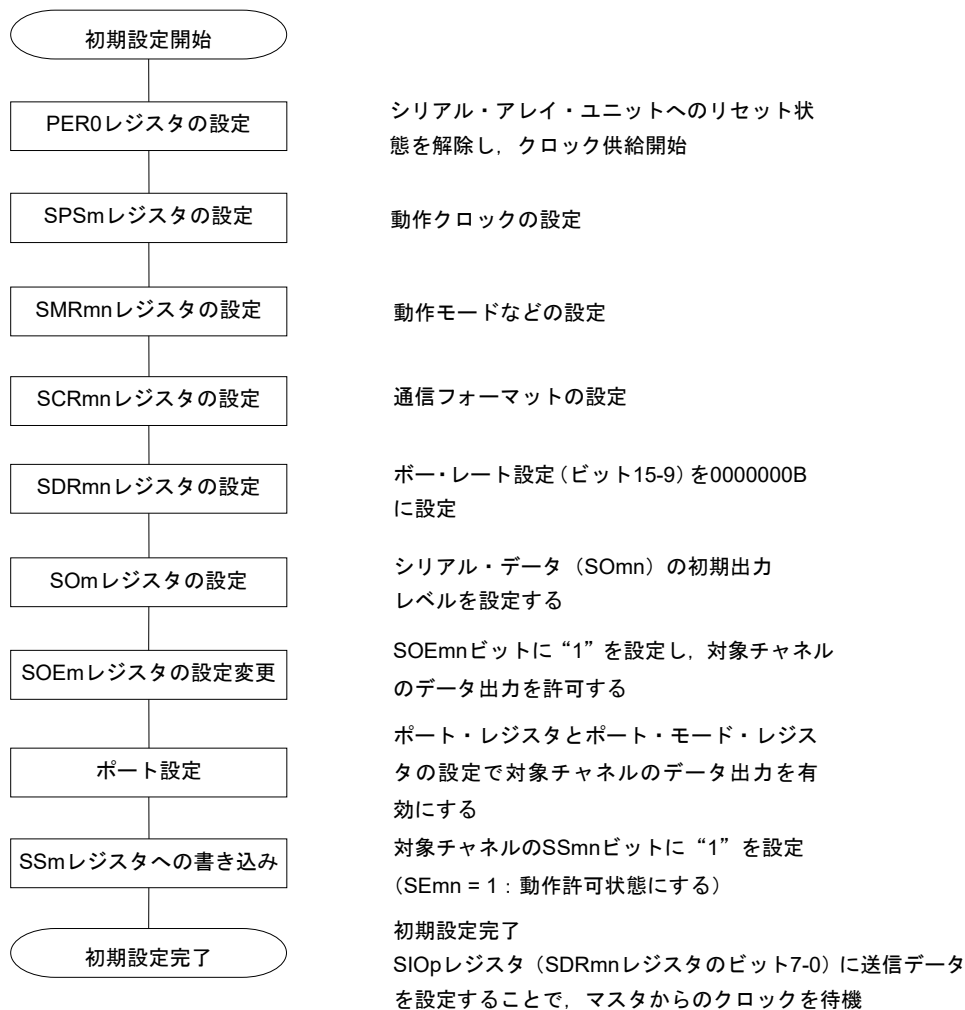 初期設定開始
PER0レジスタの設定
シリアル・アレイ・ユニットへのリセット状
態を解除し，クロック供給開始
SPSmレジスタの設定
動作クロックの設定
SMRmnレジスタの設定
動作モードなどの設定
SCRmnレジスタの設定
通信フォーマットの設定
SDRmnレジスタの設定
ボー・レート設定（ビット15-9）を0000000B
に設定
SOmレジスタの設定
シリアル・データ（SOmn）の初期出力
レベルを設定する
SOEmレジスタの設定変更
SOEmnビットに“1”を設定し，対象チャネル
のデータ出力を許可する
ポート設定
ポート・レジスタとポート・モード・レジス
タの設定で対象チャネルのデータ出力を有
効にする
SSmレジスタへの書き込み
対象チャネルのSSmnビットに“1”を設定
（SEmn = 1：動作許可状態にする）
初期設定完了
初期設定完了
SIOpレジスタ（SDRmnレジスタのビット7-0）に送信データ
を設定することで，マスタからのクロックを待機